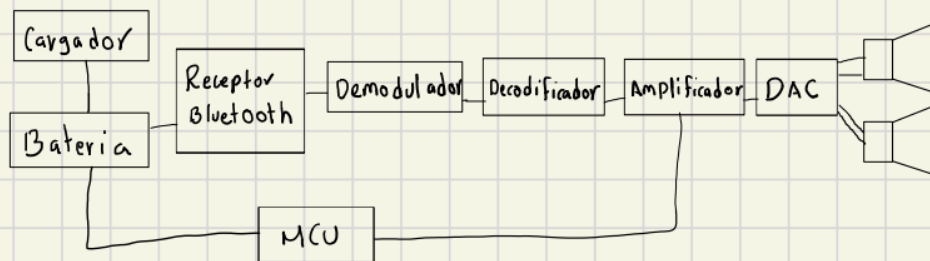 Cargador
Bateria
Receptor
Bluetooth
Demodulador
Decodificador
Amplificador
DAC
MCU